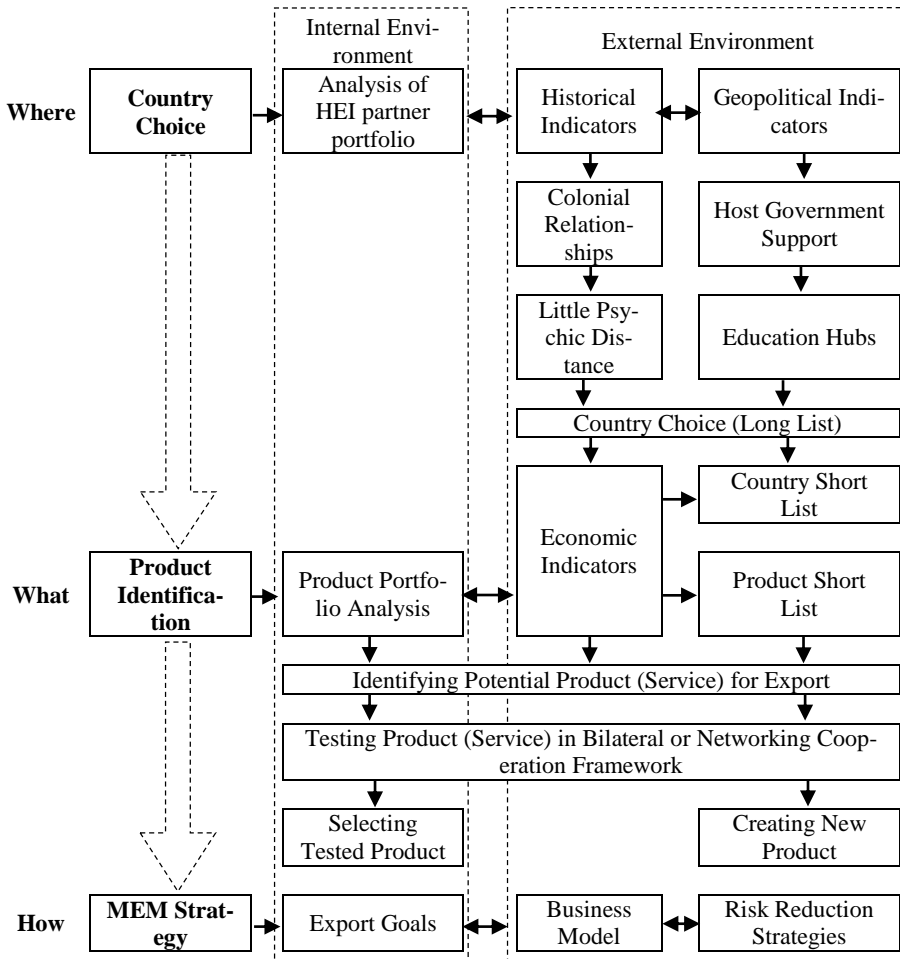 Internal Envi-
ronment
External Environment
Where
Country
Choice
Analysis of
HEI partner
portfolio
Historical
Indicators
Geopolitical Indi-
cators
Colonial
Relation-
ships
Host Government
Support
Little Psy-
chic Dis-
tance
Education Hubs
Country Choice (Long List)
Economic
Indicators
Country Short
List
What
Product
Identifica-
tion
Product Portfo-
lio Analysis
Product Short
List
Identifying Potential Product (Service) for Export
Testing Product (Service) in Bilateral or Networking Coop-
eration Framework
Selecting
Tested Product
Creating New
Product
How
MEM Strat-
egy
Export Goals
Business
Model
Risk Reduction
Strategies